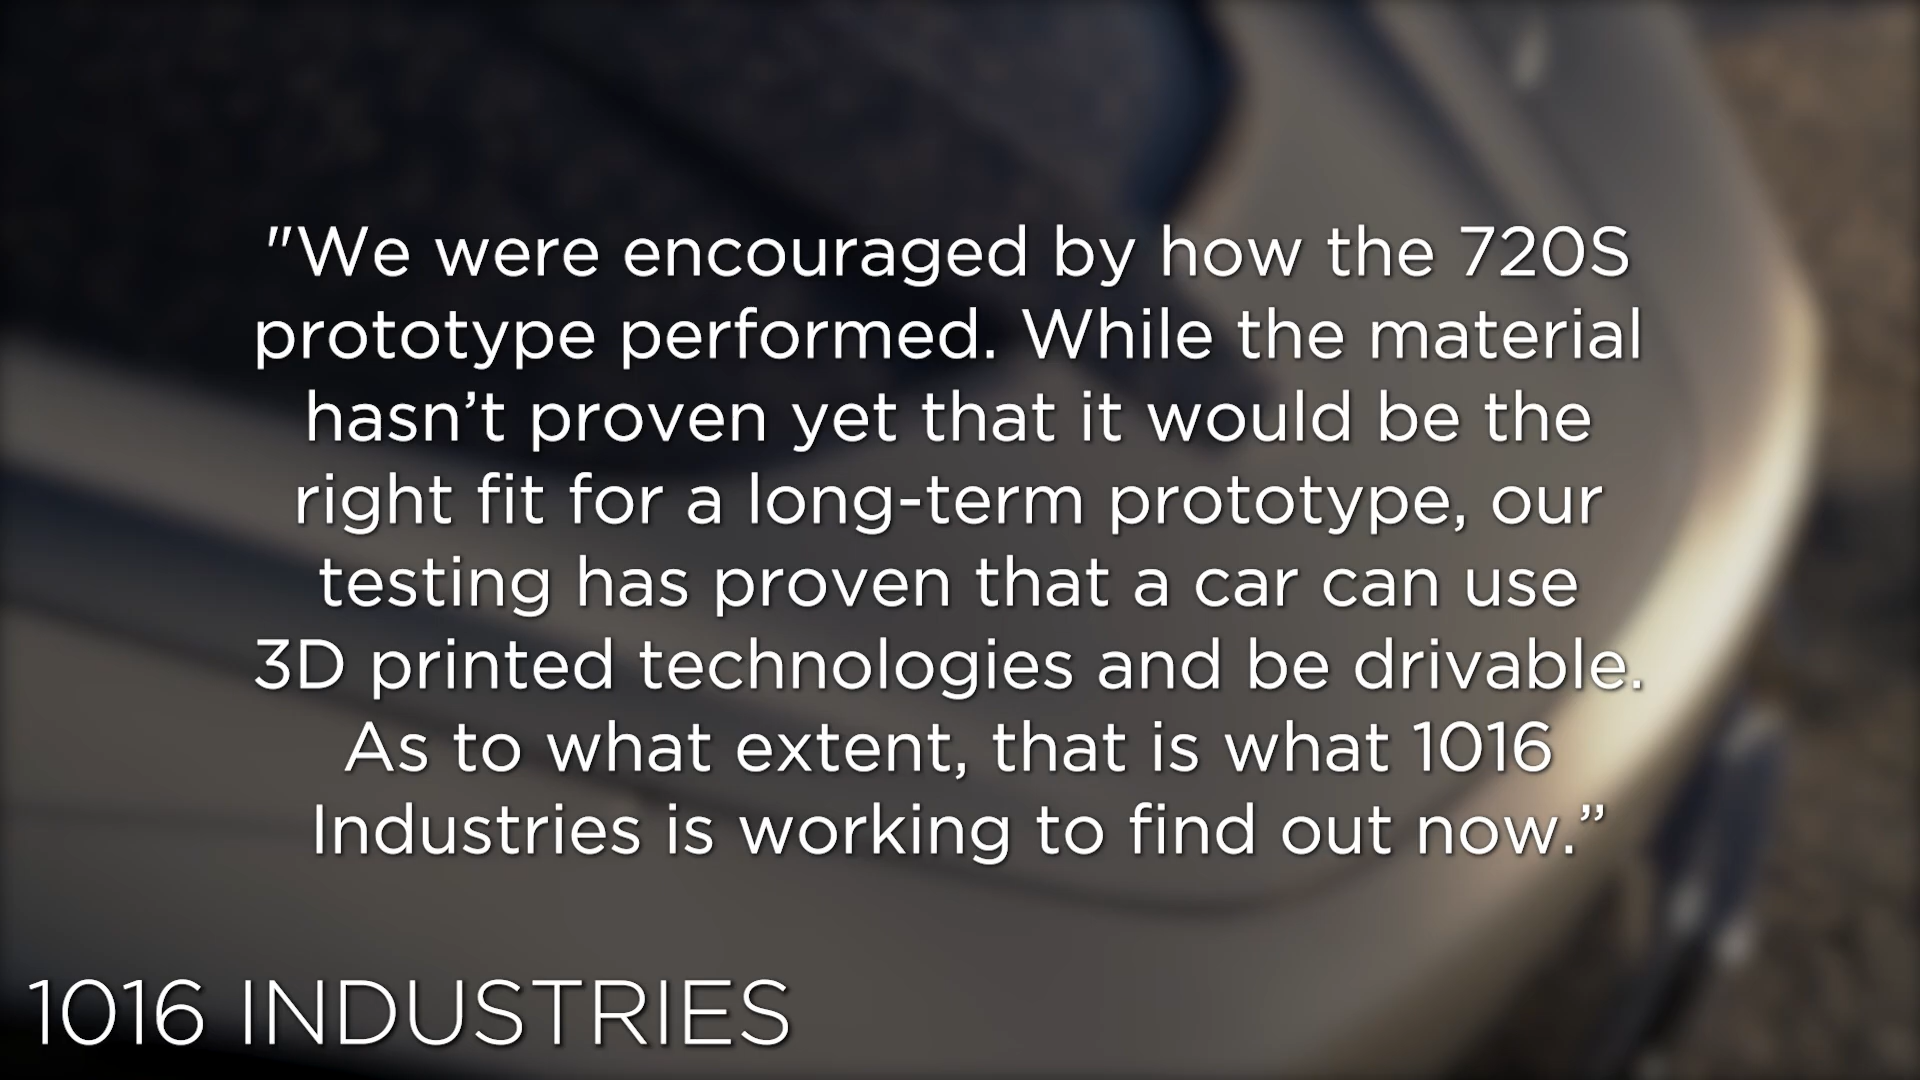 "We were encouraged by how the 720S
prototype performed. While the material
hasn’t proven yet that it would be the
right fit for a long-term prototype, our
testing has proven that a car can use
3D printed technologies and be drivable.
As to what extent, that is what 1016
Industries is working to find out now.”
1016 INDUSTRIES